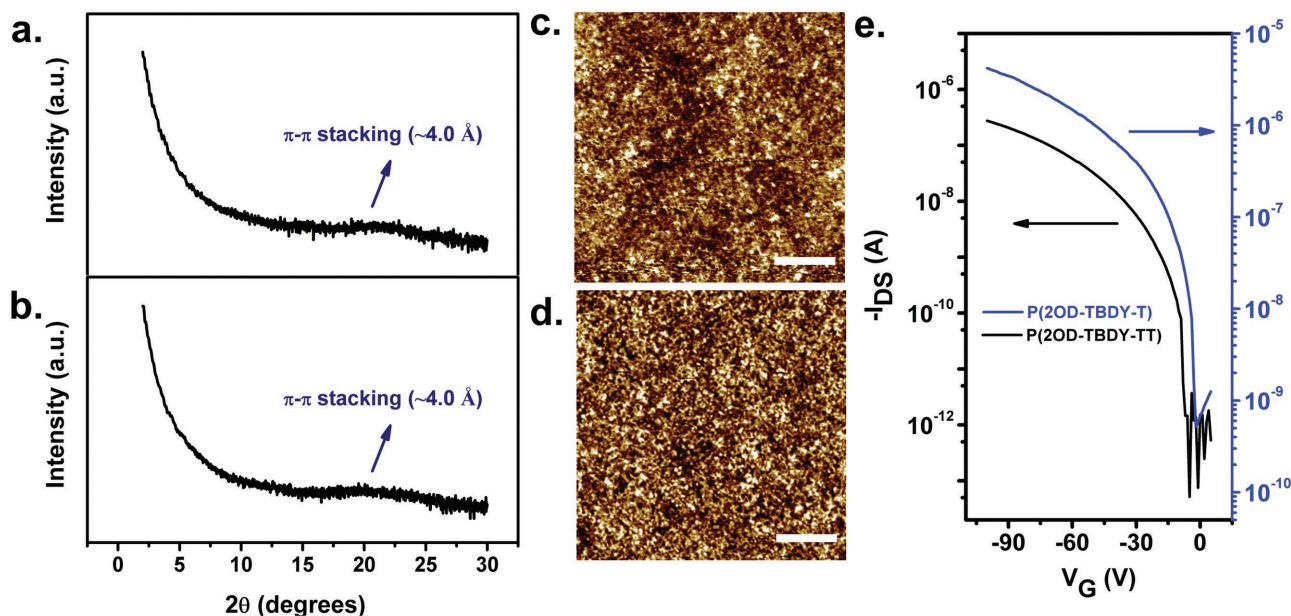 a.
Intensity (a.u.)
π-π stacking (~4.0 Å)
b.
Intensity (a.u.)
π-π stacking (~4.0 Å)
0 5 10 15 20 25 30
2θ (degrees)
c.
d.
e.
-I_DS (A)
10⁻⁶
10⁻⁸
10⁻¹⁰
10⁻¹²
P(2OD-TBDY-T)
P(2OD-TBDY-TT)
10⁻⁵
10⁻⁶
10⁻⁷
10⁻⁸
10⁻⁹
10⁻¹⁰
-90 -60 -30 0
V_G (V)